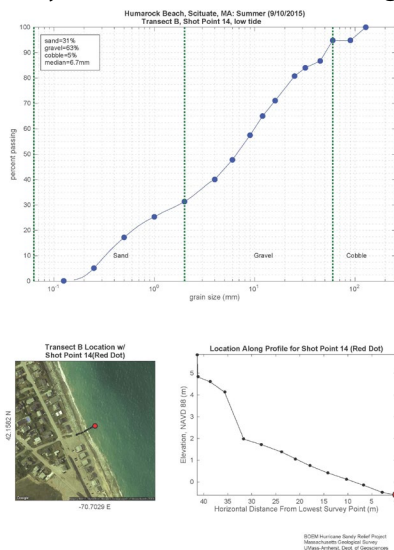 Humarock Beach, Scituate, MA: Summer (9/10/2015)
Transect B, Shot Point 14, low tide
sand=31%
gravel=63%
cobble=5%
median=6.7mm
100
90
80
70
60
50
40
30
20
10
0
percent passing
Sand
Gravel
Cobble
10⁻¹
10⁰
10¹
10²
grain size (mm)
Transect B Location w/
Shot Point 14(Red Dot)
42.1582 N
-70.7029 E
Location Along Profile for Shot Point 14 (Red Dot)
Elevation, NAVD 88 (m)
5
4
3
2
1
0
40
35
30
25
20
15
10
5
Horizontal Distance From Lowest Survey Point (m)
BOEM Hurricane Sandy Relief Project
Massachusetts Geological Survey
UMass-Amherst, Dept. of Geosciences